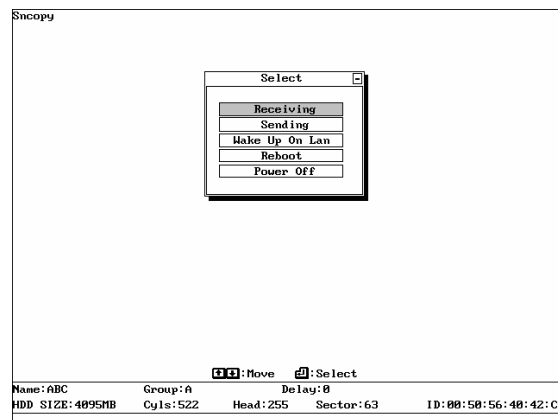 Sncopy
Select
Receiving
Sending
Wake Up On Lan
Reboot
Power Off
:Move :Select
Name:ABC Group:A Delay:0
HDD SIZE:4095MB Cyls:522 Head:255 Sector:63 ID:00:50:56:40:42:C